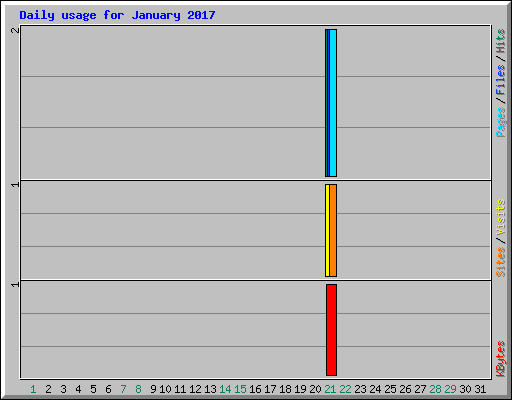 Daily usage for January 2017
2
Pages/Files/Hits
1
Sites/Visits
1
KBytes
1 2 3 4 5 6 7 8 9 10 11 12 13 14 15 16 17 18 19 20 21 22 23 24 25 26 27 28 29 30 31